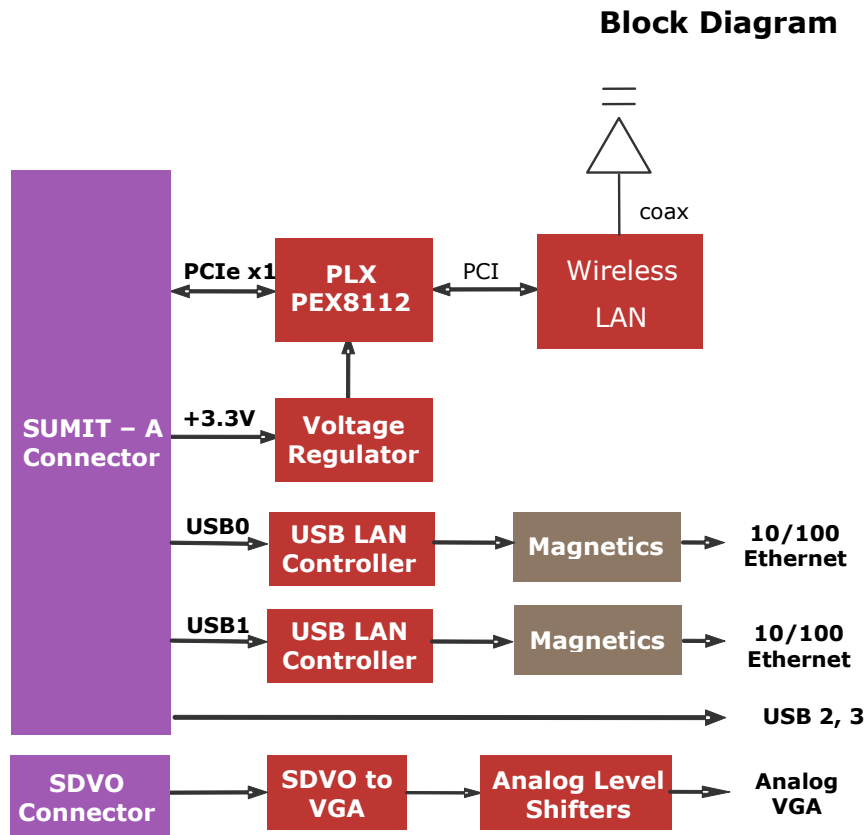 Block Diagram
coax
PCIe x1
PLX
PEX8112
PCI
Wireless
LAN
SUMIT – A
Connector
+3.3V
Voltage
Regulator
USB0
USB LAN
Controller
Magnetics
10/100
Ethernet
USB1
USB LAN
Controller
Magnetics
10/100
Ethernet
USB 2, 3
SDVO
Connector
SDVO to
VGA
Analog Level
Shifters
Analog
VGA